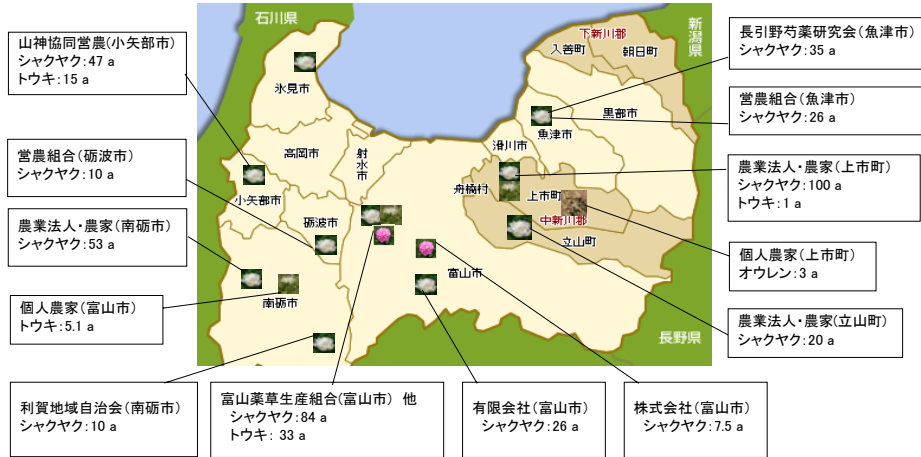 山神協同営農(小矢部市)
シャクヤク:47 a
トウキ:15 a
営農組合(砺波市)
シャクヤク:10 a
農業法人・農家(南砺市)
シャクヤク:53 a
個人農家(富山市)
トウキ:5.1 a
利賀地域自治会(南砺市)
シャクヤク:10 a
富山薬草生産組合(富山市) 他
シャクヤク:84 a
トウキ: 33 a
有限会社(富山市)
シャクヤク:26 a
株式会社(富山市)
シャクヤク:7.5 a
長引野芍薬研究会(魚津市)
シャクヤク:35 a
営農組合(魚津市)
シャクヤク:26 a
農業法人・農家(上市町)
シャクヤク:100 a
トウキ:1 a
個人農家(上市町)
オウレン:3 a
農業法人・農家(立山町)
シャクヤク:20 a
石川県
新潟県
長野県
下新川郡
入善町
朝日町
氷見市
黒部市
魚津市
滑川市
高岡市
射水市
舟橋村
上市町
中新川郡
立山町
小矢部市
砺波市
富山市
南砺市